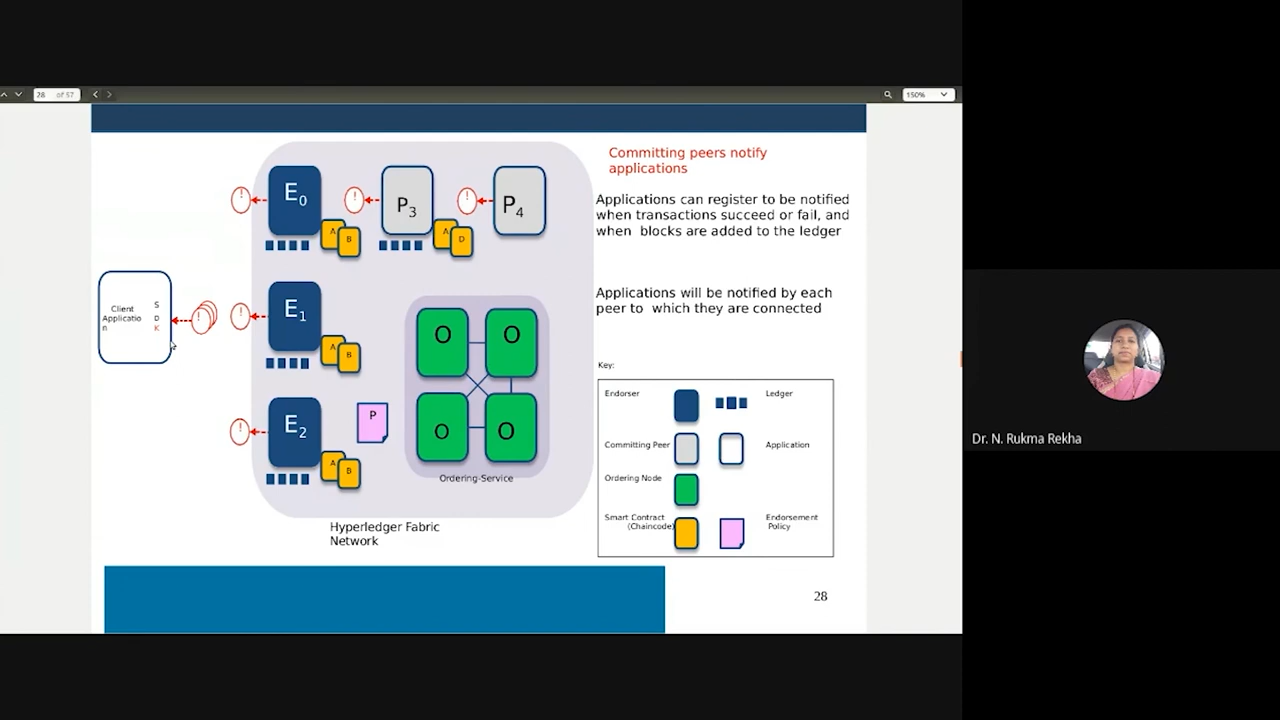 28 of 57
150%
Committing peers notify
applications
Applications can register to be notified
when transactions succeed or fail, and
when blocks are added to the ledger
Applications will be notified by each
peer to which they are connected
! E0 ! P3 ! P4
A B A D
Client
Applicatio
n
S
D
K
! ! E1
A B
! E2
A B
P
O O
O O
Ordering-Service
Hyperledger Fabric
Network
Key:
Endorser Ledger
Committing Peer Application
Ordering Node
Smart Contract
(Chaincode)
Endorsement
Policy
28
Dr. N. Rukma Rekha